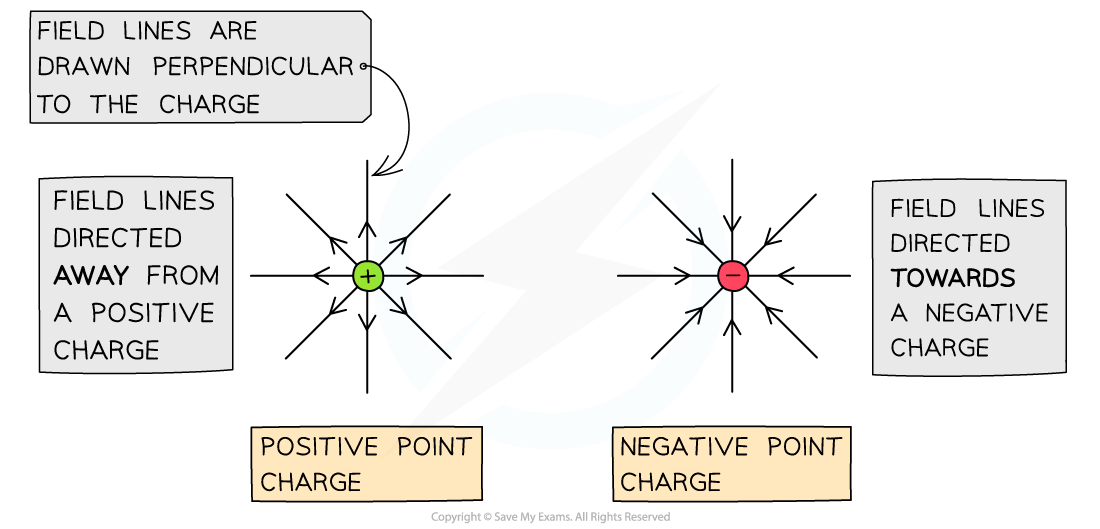 FIELD LINES ARE
DRAWN PERPENDICULAR
TO THE CHARGE
FIELD LINES
DIRECTED
AWAY FROM
A POSITIVE
CHARGE
+
−
FIELD LINES
DIRECTED
TOWARDS
A NEGATIVE
CHARGE
POSITIVE POINT
CHARGE
NEGATIVE POINT
CHARGE
Copyright © Save My Exams. All Rights Reserved